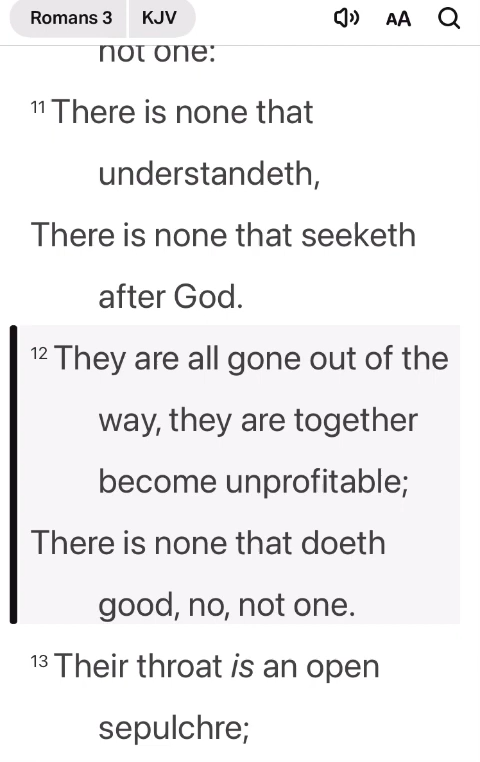 Romans 3 KJV AA
not one:
11 There is none that
understandeth,
There is none that seeketh
after God.
12 They are all gone out of the
way, they are together
become unprofitable;
There is none that doeth
good, no, not one.
13 Their throat is an open
sepulchre;